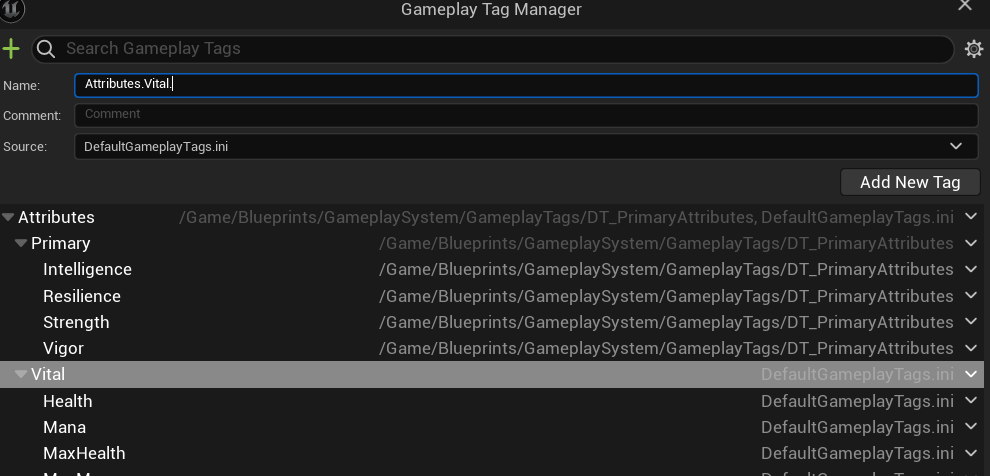 Gameplay Tag Manager
Search Gameplay Tags
Name: Attributes.Vital.
Comment: Comment
Source: DefaultGameplayTags.ini
Add New Tag
Attributes /Game/Blueprints/GameplaySystem/GameplayTags/DT_PrimaryAttributes, DefaultGameplayTags.ini
Primary /Game/Blueprints/GameplaySystem/GameplayTags/DT_PrimaryAttributes
Intelligence /Game/Blueprints/GameplaySystem/GameplayTags/DT_PrimaryAttributes
Resilience /Game/Blueprints/GameplaySystem/GameplayTags/DT_PrimaryAttributes
Strength /Game/Blueprints/GameplaySystem/GameplayTags/DT_PrimaryAttributes
Vigor /Game/Blueprints/GameplaySystem/GameplayTags/DT_PrimaryAttributes
Vital DefaultGameplayTags.ini
Health DefaultGameplayTags.ini
Mana DefaultGameplayTags.ini
MaxHealth DefaultGameplayTags.ini